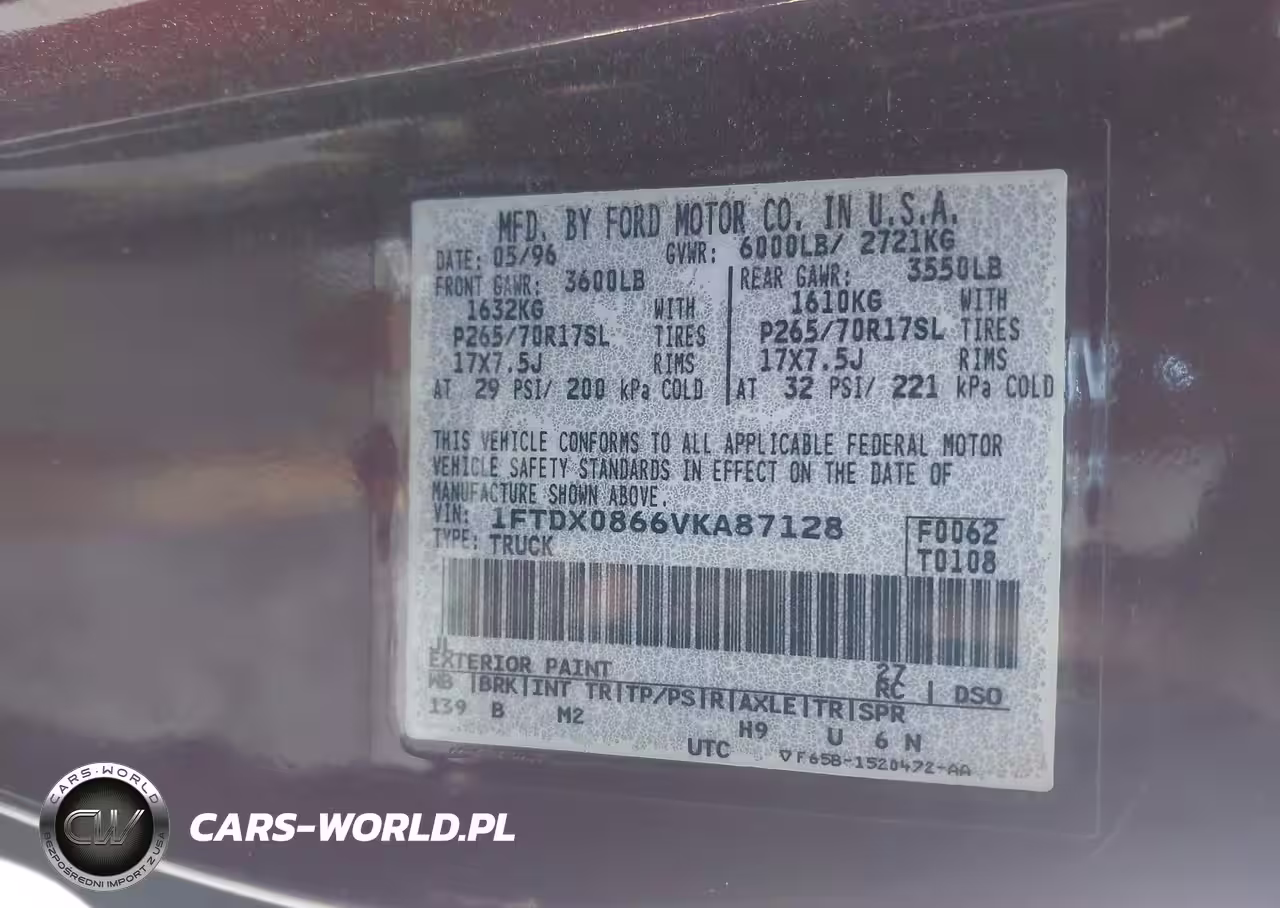 MFD. BY FORD MOTOR CO. IN U.S.A.
DATE: 05/96 GVWR: 6000LB/ 2721KG
FRONT GAWR: 3600LB REAR GAWR: 3550LB
1632KG WITH 1610KG WITH
P265/70R17SL TIRES P265/70R17SL TIRES
17X7.5J RIMS 17X7.5J RIMS
AT 29 PSI/ 200 kPa COLD AT 32 PSI/ 221 kPa COLD
THIS VEHICLE CONFORMS TO ALL APPLICABLE FEDERAL MOTOR
VEHICLE SAFETY STANDARDS IN EFFECT ON THE DATE OF
MANUFACTURE SHOWN ABOVE.
VIN: 1FTDX0866VKA87128 F0062
TYPE: TRUCK T0108
JL
EXTERIOR PAINT 27
WB |BRK|INT TR|TP/PS|R|AXLE|TR|SPR RC | DSO
139 B M2 H9 U 6 N
UTC ▽F65B-1520472-AA
CARS-WORLD
CW
BEZPOŚREDNI IMPORT Z USA
CARS-WORLD.PL